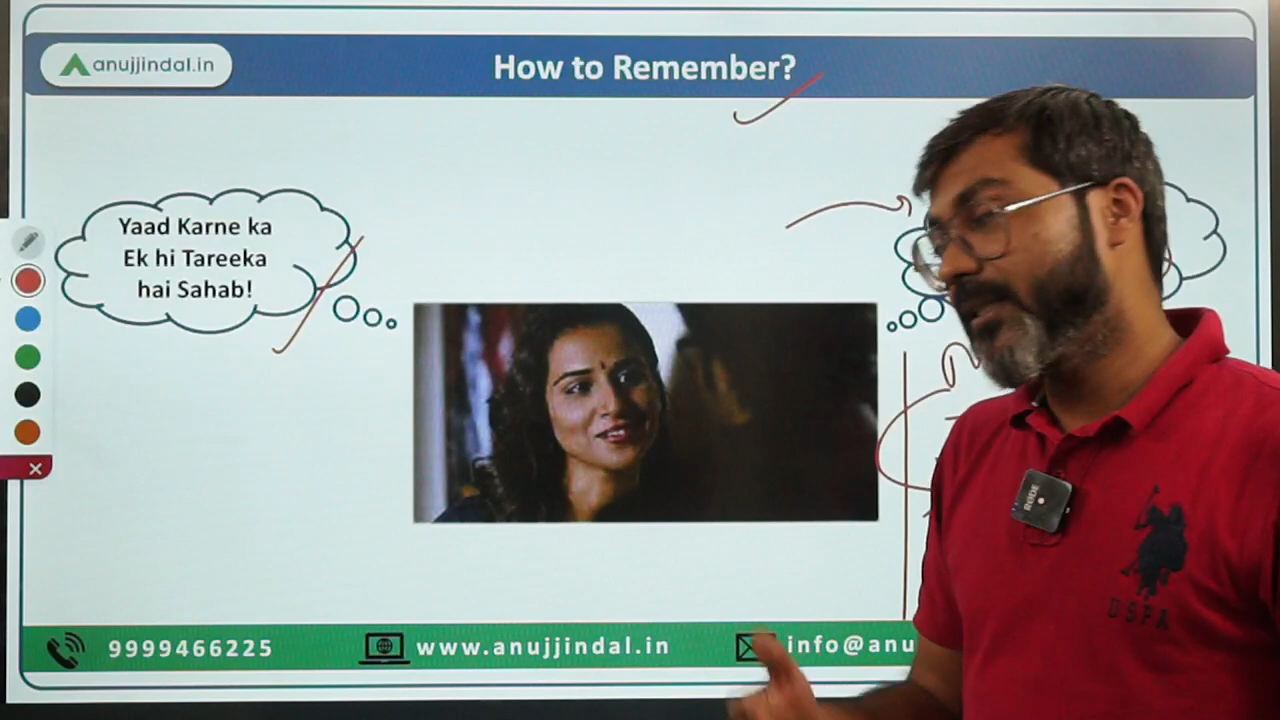 anujjindal.in
How to Remember?
Yaad Karne ka
Ek hi Tareeka
hai Sahab!
RØDE
USPA
9999466225
www.anujjindal.in
info@anu